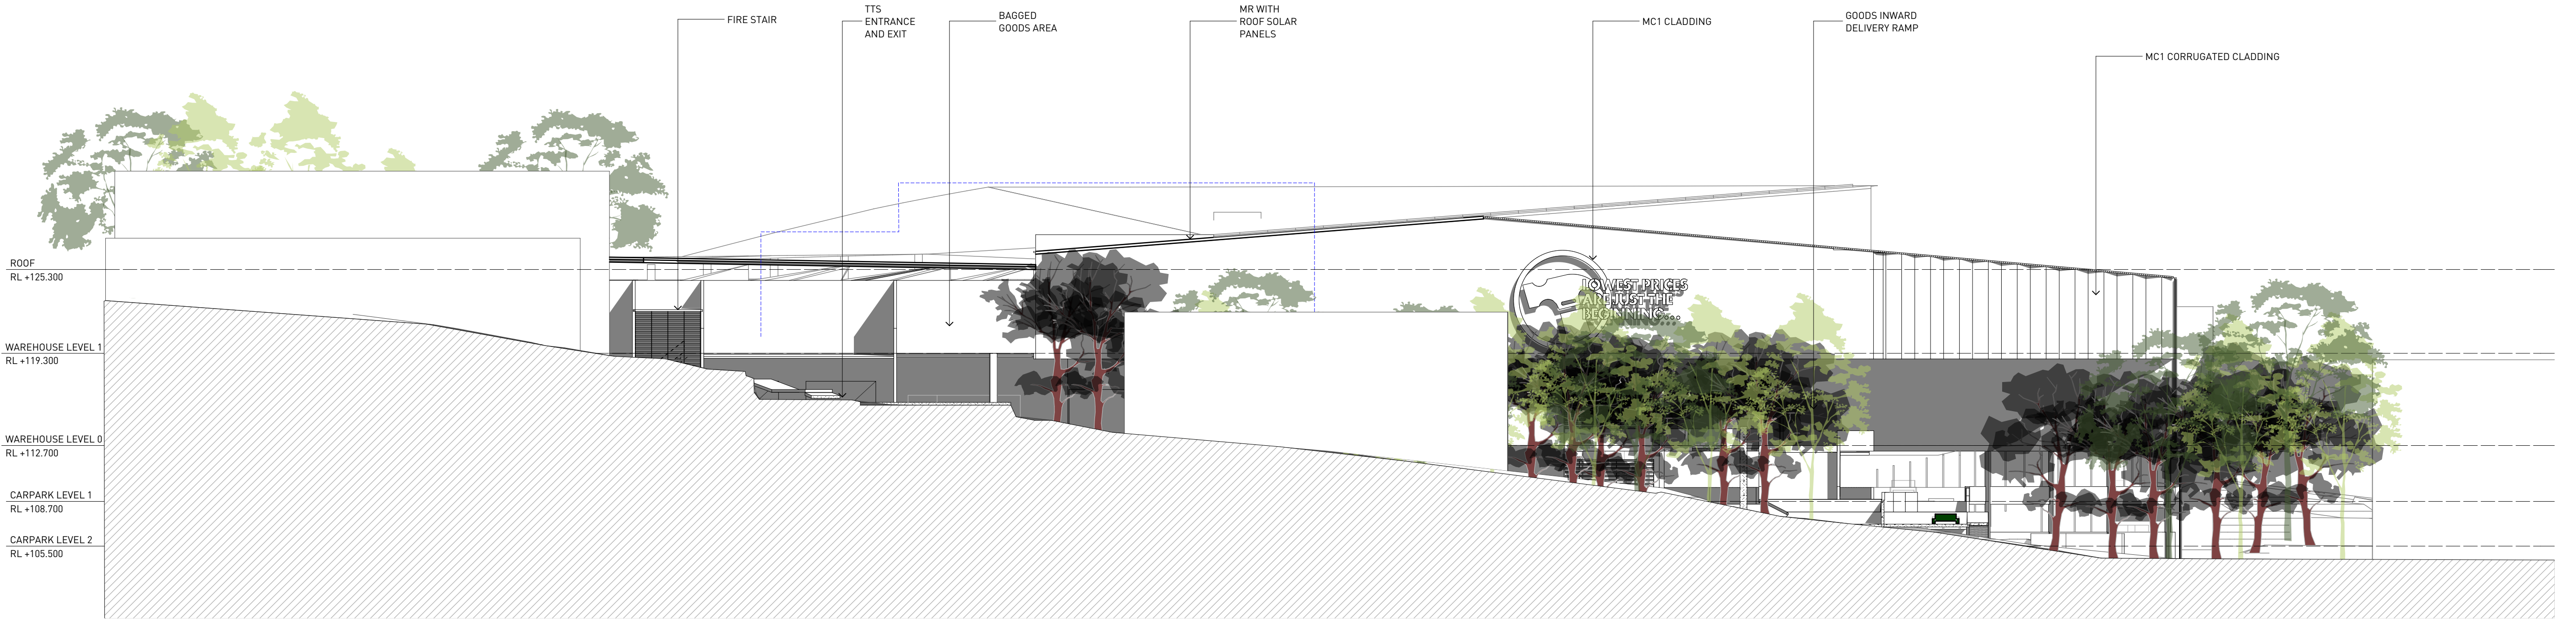 FIRE STAIR
TTS
ENTRANCE
AND EXIT
BAGGED
GOODS AREA
MR WITH
ROOF SOLAR
PANELS
MC1 CLADDING
GOODS INWARD
DELIVERY RAMP
MC1 CORRUGATED CLADDING
ROOF
RL +125.300
LOWEST PRICES
ARE JUST THE
BEGINNING...
WAREHOUSE LEVEL 1
RL +119.300
WAREHOUSE LEVEL 0
RL +112.700
CARPARK LEVEL 1
RL +108.700
CARPARK LEVEL 2
RL +105.500